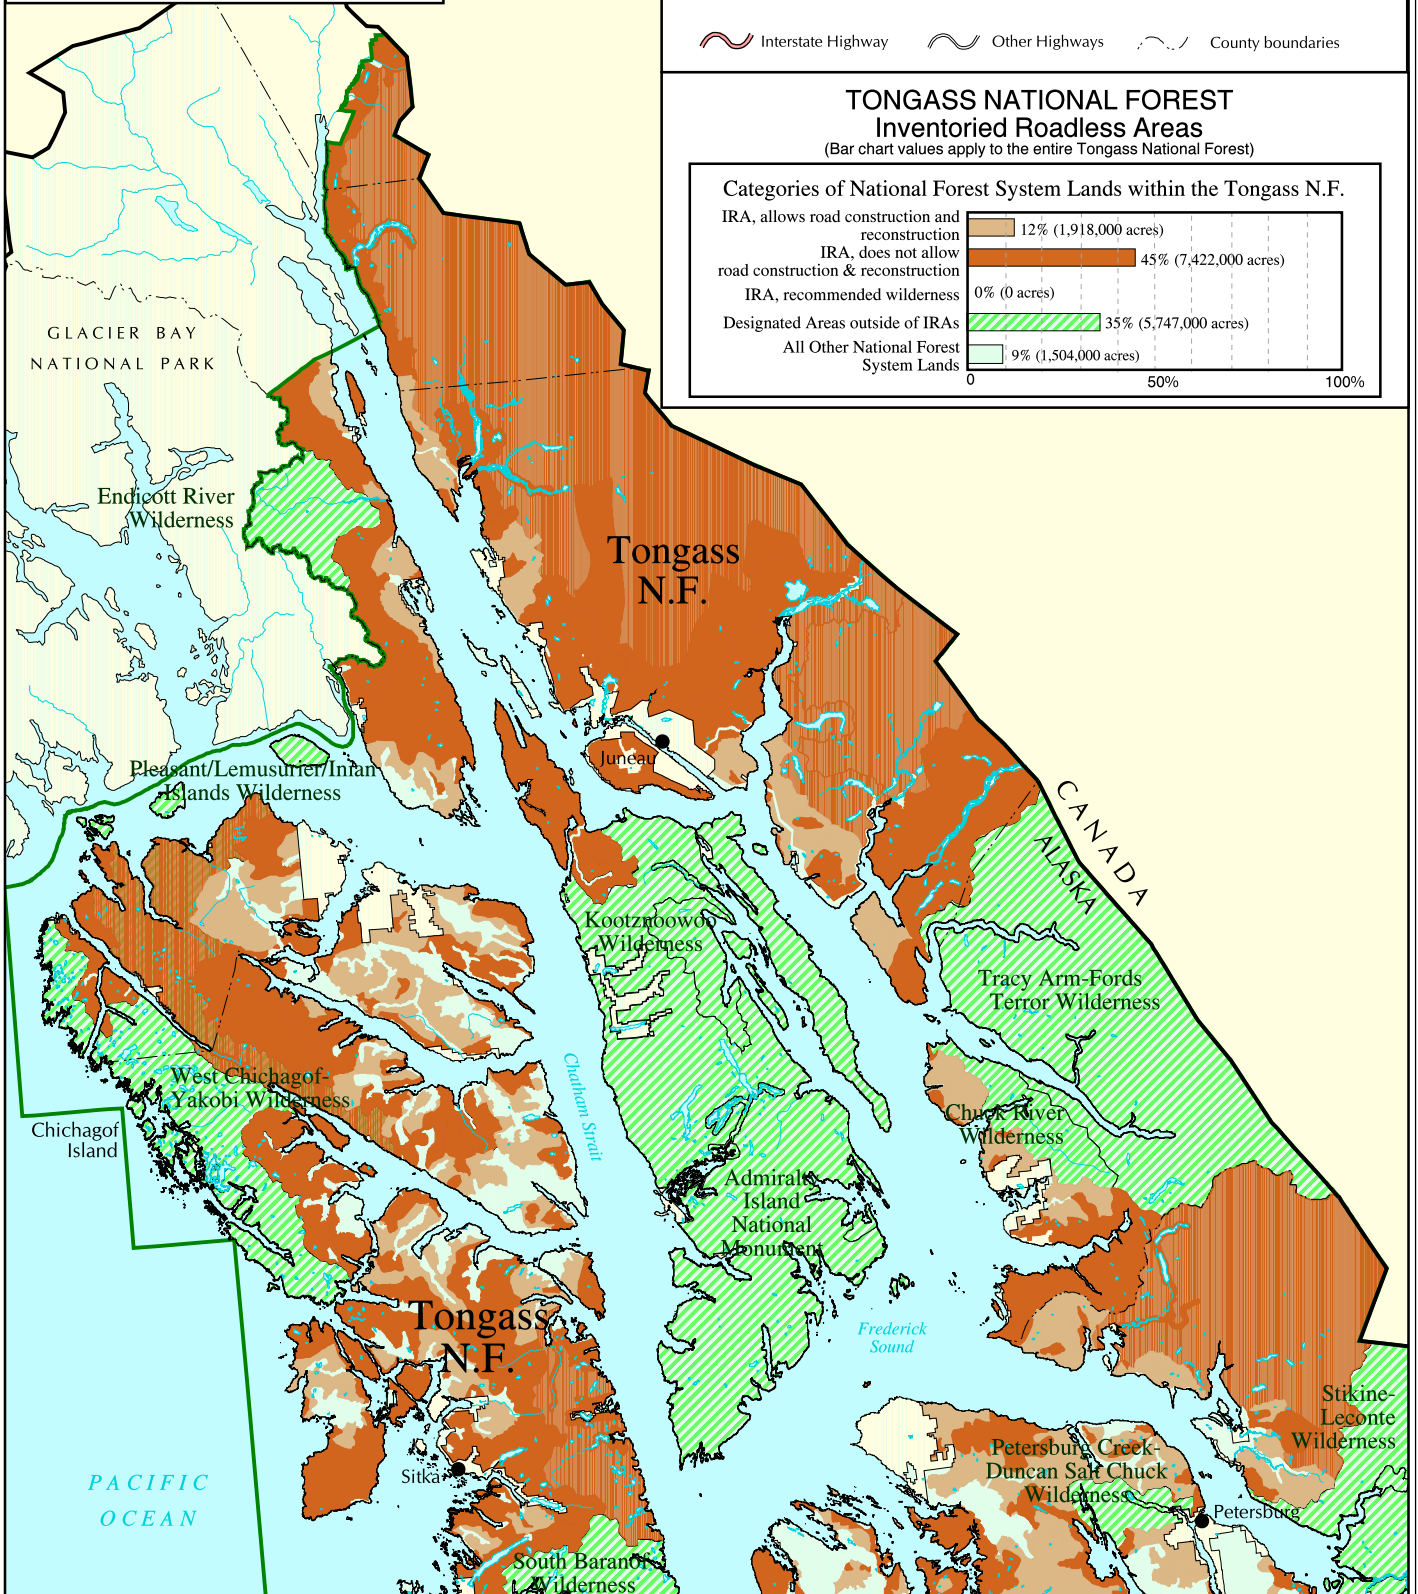 Interstate Highway
Other Highways
County boundaries
TONGASS NATIONAL FOREST
Inventoried Roadless Areas
(Bar chart values apply to the entire Tongass National Forest)
Categories of National Forest System Lands within the Tongass N.F.
IRA, allows road construction and
reconstruction
12% (1,918,000 acres)
IRA, does not allow
road construction & reconstruction
45% (7,422,000 acres)
IRA, recommended wilderness
0% (0 acres)
Designated Areas outside of IRAs
35% (5,747,000 acres)
All Other National Forest
System Lands
9% (1,504,000 acres)
0
50%
100%
GLACIER BAY
NATIONAL PARK
Endicott River
Wilderness
Tongass
N.F.
Juneau
Pleasant/Lemusurier/Inian
Islands Wilderness
CANADA
ALASKA
Kootznoowoo
Wilderness
Tracy Arm-Fords
Terror Wilderness
West Chichagof-
Yakobi Wilderness
Chatham Strait
Chuck River
Wilderness
Chichagof
Island
Admiralty
Island
National
Monument
Tongass
N.F.
Frederick
Sound
Stikine-
Leconte
Wilderness
Petersburg Creek-
Duncan Salt Chuck
Wilderness
Sitka
PACIFIC
OCEAN
Petersburg
South Baranof
Wilderness